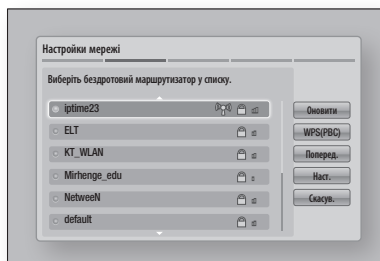 Настройки мережі
Виберіть бездротовий маршрутизатор у списку.
iptime23
ELT
KT_WLAN
Mirhenge_edu
NetweeN
default
Оновити
WPS(PBC)
Поперед.
Наст.
Скасув.